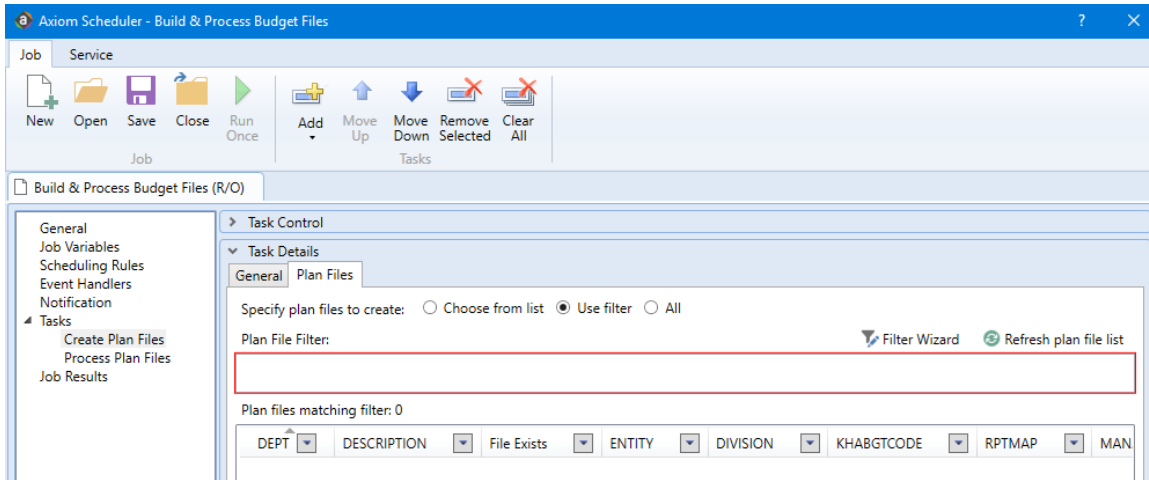 Axiom Scheduler - Build & Process Budget Files ?
Job Service
New Open Save Close Run Once Add Move Up Move Down Remove Selected Clear All
Job Tasks
Build & Process Budget Files (R/O)
General
Job Variables
Scheduling Rules
Event Handlers
Notification
Tasks
Create Plan Files
Process Plan Files
Job Results
Task Control
Task Details
General Plan Files
Specify plan files to create: Choose from list Use filter All
Plan File Filter: Filter Wizard Refresh plan file list
Plan files matching filter: 0
DEPT DESCRIPTION File Exists ENTITY DIVISION KHABGTCODE RPTMAP MAN